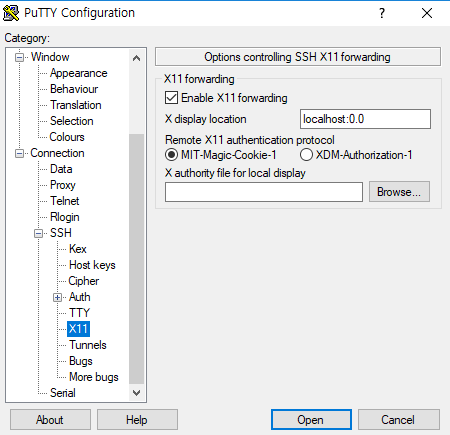 PuTTY Configuration
?
Category:
Window
Appearance
Behaviour
Translation
Selection
Colours
Connection
Data
Proxy
Telnet
Rlogin
SSH
Kex
Host keys
Cipher
Auth
TTY
X11
Tunnels
Bugs
More bugs
Serial
Options controlling SSH X11 forwarding
X11 forwarding
Enable X11 forwarding
X display location localhost:0.0
Remote X11 authentication protocol
MIT-Magic-Cookie-1 XDM-Authorization-1
X authority file for local display
Browse...
About Help Open Cancel